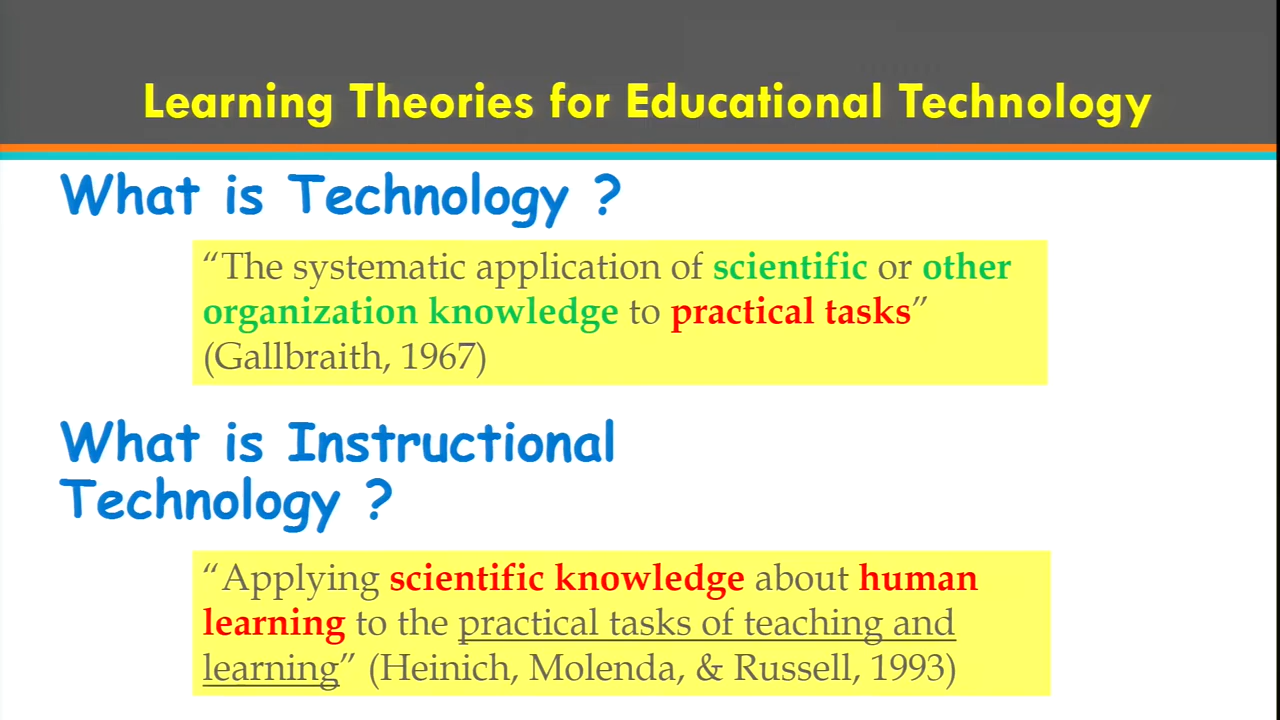 Learning Theories for Educational Technology
What is Technology ?
“The systematic application of scientific or other
organization knowledge to practical tasks”
(Gallbraith, 1967)
What is Instructional
Technology ?
“Applying scientific knowledge about human
learning to the practical tasks of teaching and
learning” (Heinich, Molenda, & Russell, 1993)